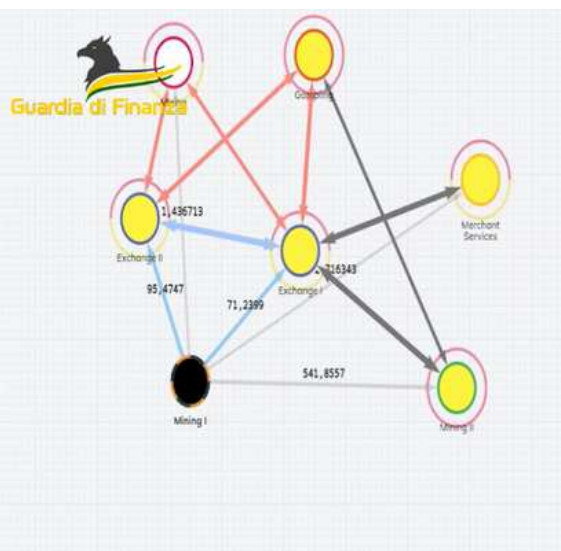 Guardia di Finanza
Gambling
1,436713
Merchant
Services
Exchange II
Exchange I
95,4747
71,2399
541,8557
Mining I
Mining II